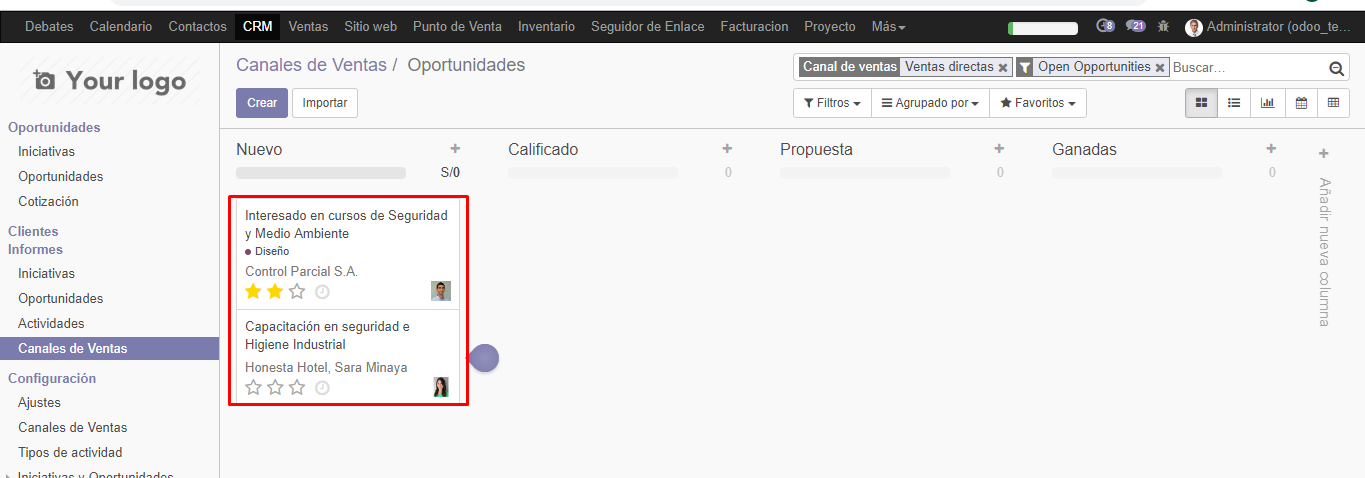 Debates Calendario Contactos CRM Ventas Sitio web Punto de Venta Inventario Seguidor de Enlace Facturacion Proyecto Más 8 21 Administrator (odoo_te...
Your logo
Canales de Ventas / Oportunidades
Canal de ventas Ventas directas × Open Opportunities × Buscar...
Crear Importar
Filtros Agrupado por Favoritos
Oportunidades
Iniciativas
Oportunidades
Cotización
Clientes
Informes
Iniciativas
Oportunidades
Actividades
Canales de Ventas
Configuración
Ajustes
Canales de Ventas
Tipos de actividad
Iniciativas y Oportunidades
Nuevo +
S/0
Interesado en cursos de Seguridad
y Medio Ambiente
Diseño
Control Parcial S.A.
Capacitación en seguridad e
Higiene Industrial
Honesta Hotel, Sara Minaya
Calificado +
0
Propuesta +
0
Ganadas +
0
+
Añadir nueva columna